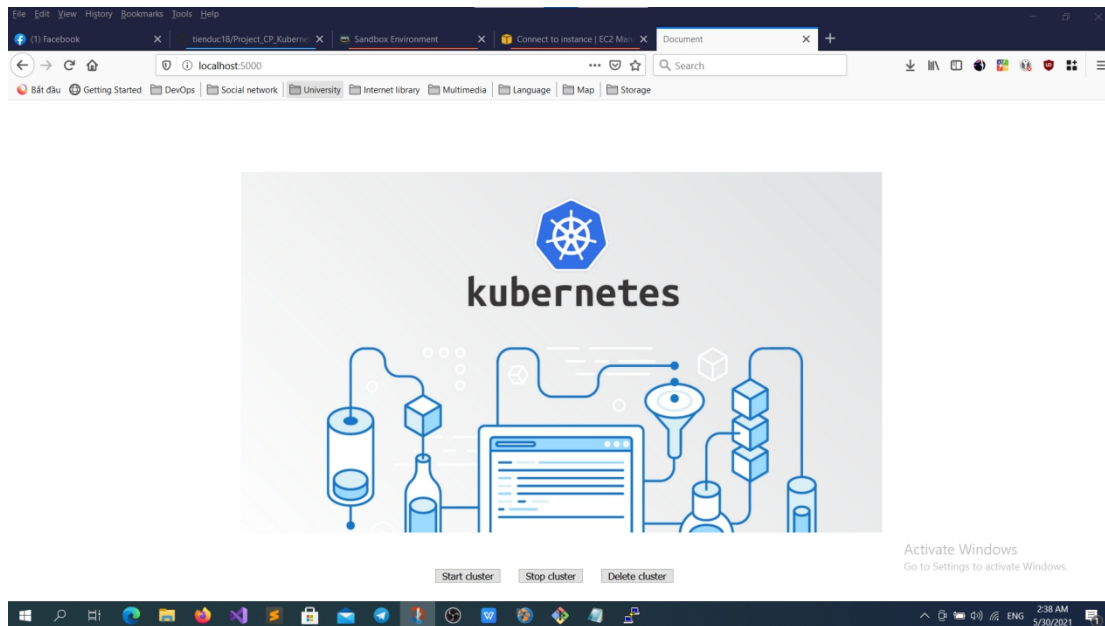 File Edit View History Bookmarks Tools Help
(1) Facebook
tienduc18/Project_CP_Kuberne
Sandbox Environment
Connect to instance | EC2 Man
Document
localhost:5000
Search
Bắt đầu Getting Started DevOps Social network University Internet library Multimedia Language Map Storage
kubernetes
Start cluster Stop cluster Delete cluster
Activate Windows
Go to Settings to activate Windows.
ENG
2:38 AM
5/30/2021